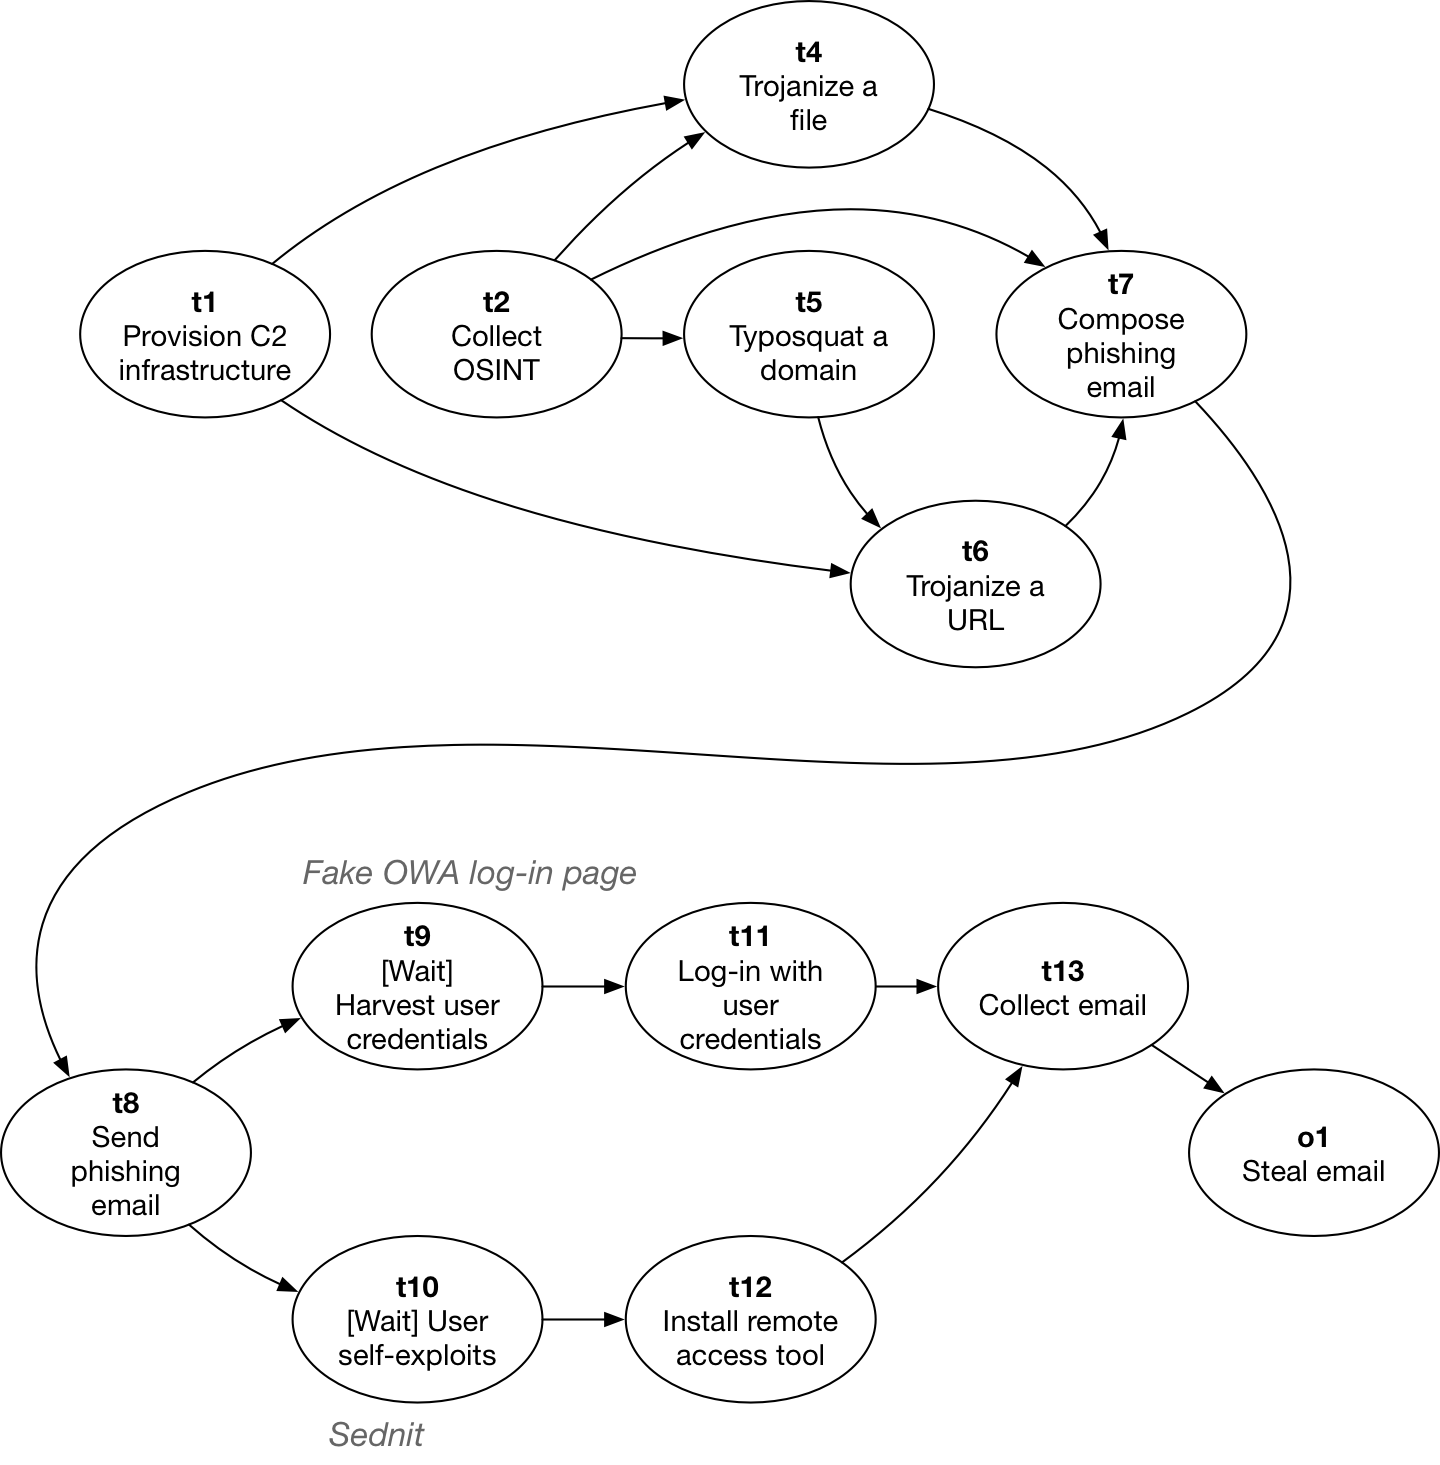 t4
Trojanize a
file
t1
Provision C2
infrastructure
t2
Collect
OSINT
t5
Typosquat a
domain
t7
Compose
phishing
email
t6
Trojanize a
URL
Fake OWA log-in page
t9
[Wait]
Harvest user
credentials
t11
Log-in with
user
credentials
t13
Collect email
t8
Send
phishing
email
o1
Steal email
t10
[Wait] User
self-exploits
t12
Install remote
access tool
Sednit